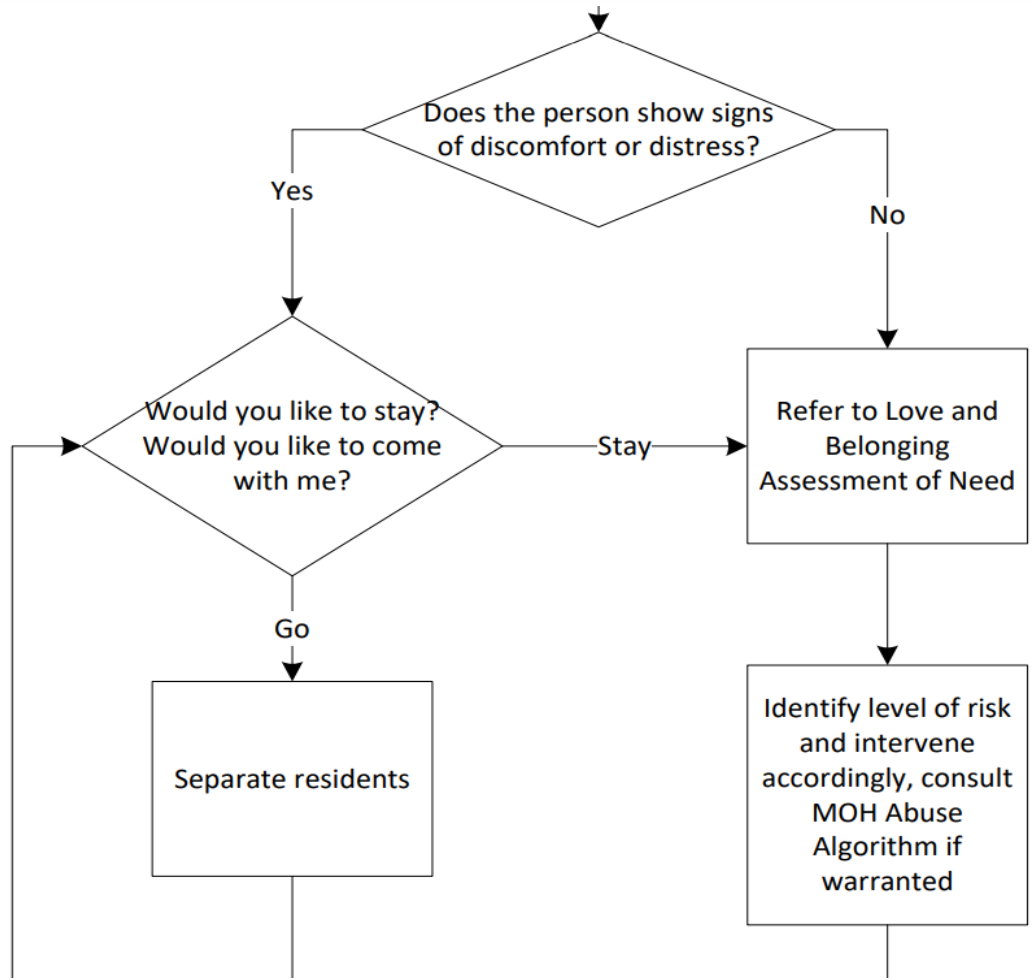 Does the person show signs
of discomfort or distress?
Yes
No
Would you like to stay?
Would you like to come
with me?
Stay
Refer to Love and
Belonging
Assessment of Need
Go
Separate residents
Identify level of risk
and intervene
accordingly, consult
MOH Abuse
Algorithm if
warranted